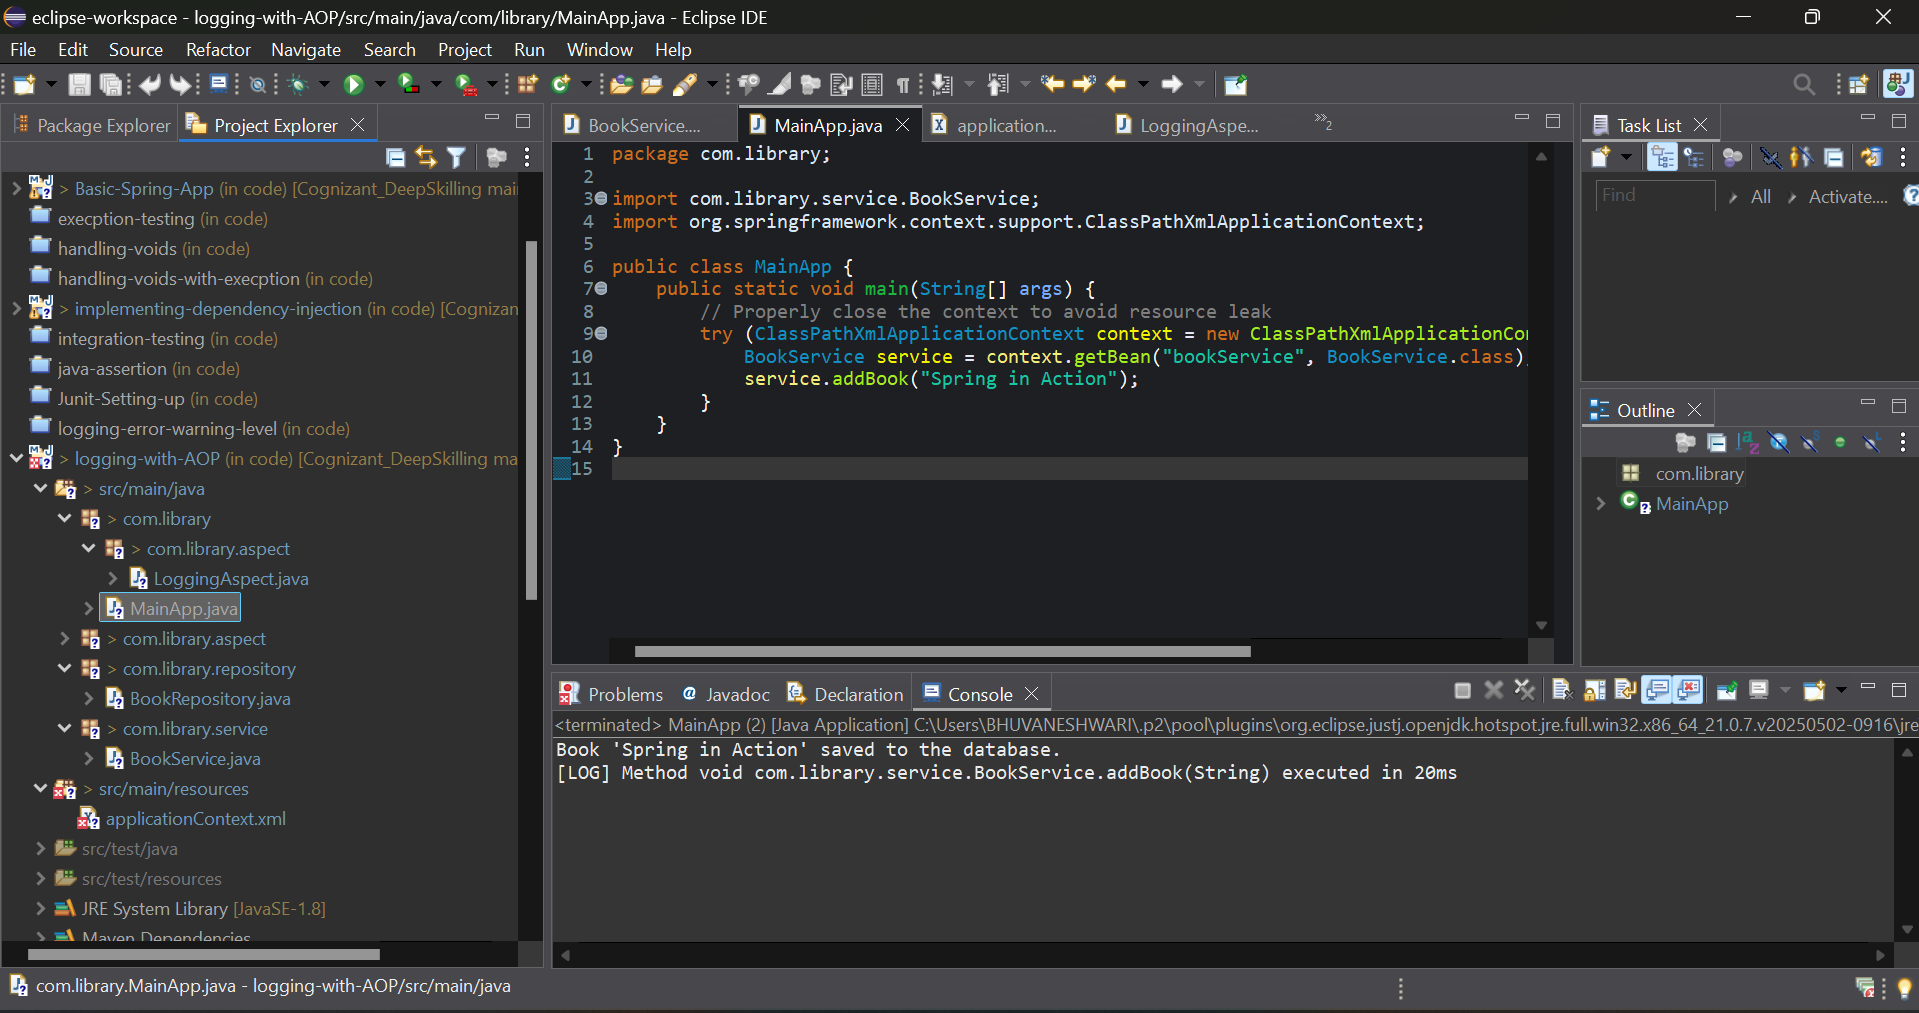 eclipse-workspace - logging-with-AOP/src/main/java/com/library/MainApp.java - Eclipse IDE
File Edit Source Refactor Navigate Search Project Run Window Help
Package Explorer
Project Explorer
> Basic-Spring-App (in code) [Cognizant_DeepSkilling mai
execption-testing (in code)
handling-voids (in code)
handling-voids-with-execption (in code)
> implementing-dependency-injection (in code) [Cognizan
integration-testing (in code)
java-assertion (in code)
Junit-Setting-up (in code)
logging-error-warning-level (in code)
> logging-with-AOP (in code) [Cognizant_DeepSkilling ma
> src/main/java
> com.library
> com.library.aspect
LoggingAspect.java
MainApp.java
> com.library.aspect
> com.library.repository
BookRepository.java
> com.library.service
BookService.java
> src/main/resources
applicationContext.xml
src/test/java
src/test/resources
JRE System Library [JavaSE-1.8]
Maven Dependencies
BookService.... MainApp.java application... LoggingAspe... »2
1 package com.library;
2
3 import com.library.service.BookService;
4 import org.springframework.context.support.ClassPathXmlApplicationContext;
5
6 public class MainApp {
7 public static void main(String[] args) {
8 // Properly close the context to avoid resource leak
9 try (ClassPathXmlApplicationContext context = new ClassPathXmlApplicationCon
10 BookService service = context.getBean("bookService", BookService.class)
11 service.addBook("Spring in Action");
12 }
13 }
14 }
15
Task List
Find
All
Activate....
Outline
com.library
MainApp
Problems @ Javadoc Declaration Console
<terminated> MainApp (2) [Java Application] C:\Users\BHUVANESHWARI\.p2\pool\plugins\org.eclipse.justj.openjdk.hotspot.jre.full.win32.x86_64_21.0.7.v20250502-0916\jre
Book 'Spring in Action' saved to the database.
[LOG] Method void com.library.service.BookService.addBook(String) executed in 20ms
com.library.MainApp.java - logging-with-AOP/src/main/java